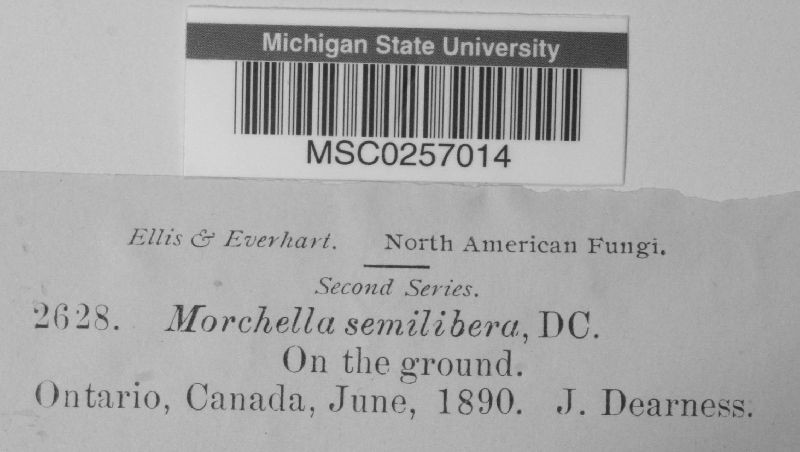 Michigan State University
MSC0257014
Ellis & Everhart. North American Fungi.
Second Series.
2628. Morchella semilibera, DC.
On the ground.
Ontario, Canada, June, 1890. J. Dearness.